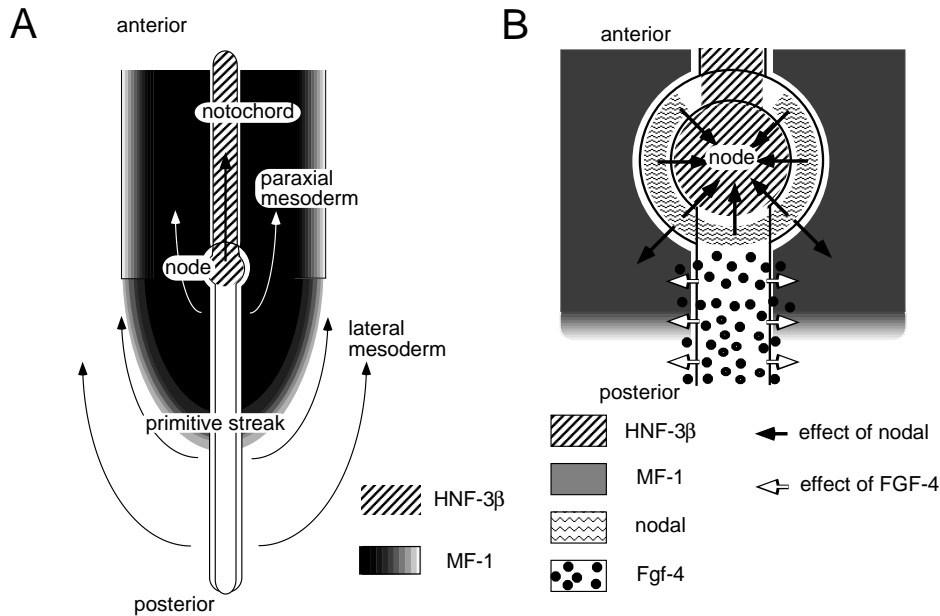 A
anterior
notochord
paraxial
mesoderm
node
lateral
mesoderm
primitive streak
HNF-3β
MF-1
posterior
B
anterior
node
posterior
HNF-3β
MF-1
nodal
Fgf-4
effect of nodal
effect of FGF-4